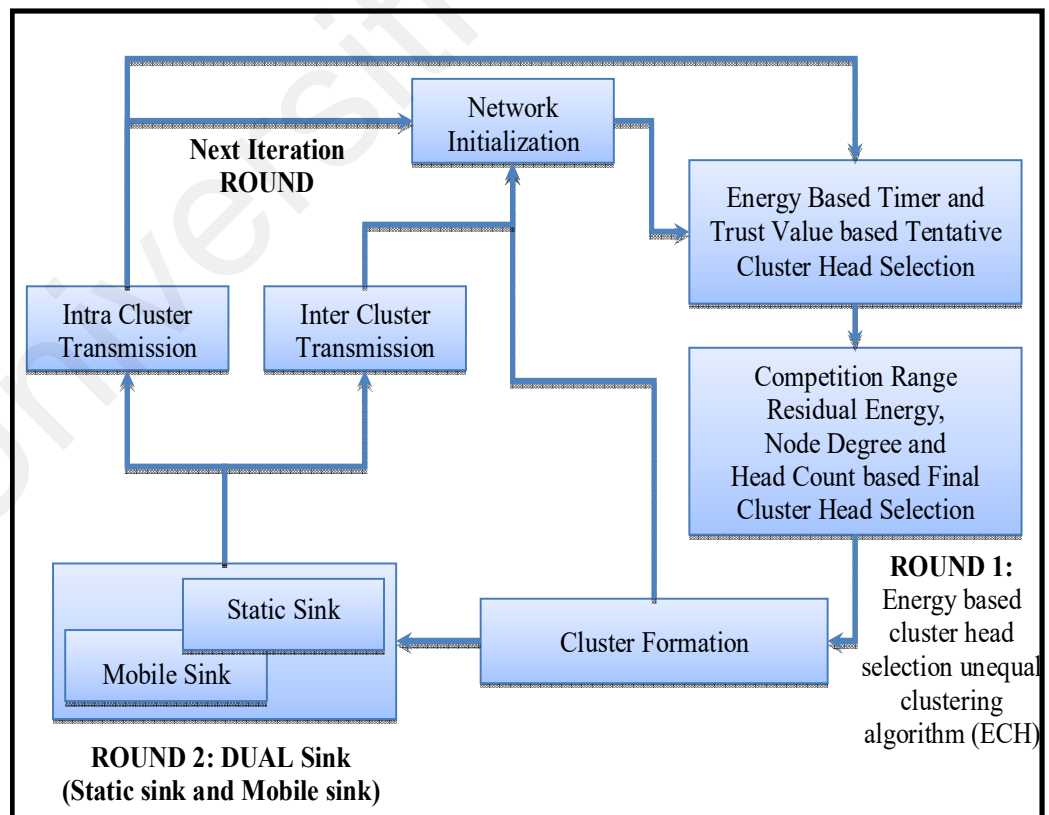 Network
Initialization
Next Iteration
ROUND
Energy Based Timer and
Trust Value based Tentative
Cluster Head Selection
Intra Cluster
Transmission
Inter Cluster
Transmission
Competition Range
Residual Energy,
Node Degree and
Head Count based Final
Cluster Head Selection
ROUND 1:
Energy based
cluster head
selection unequal
clustering
algorithm (ECH)
Static Sink
Mobile Sink
Cluster Formation
ROUND 2: DUAL Sink
(Static sink and Mobile sink)